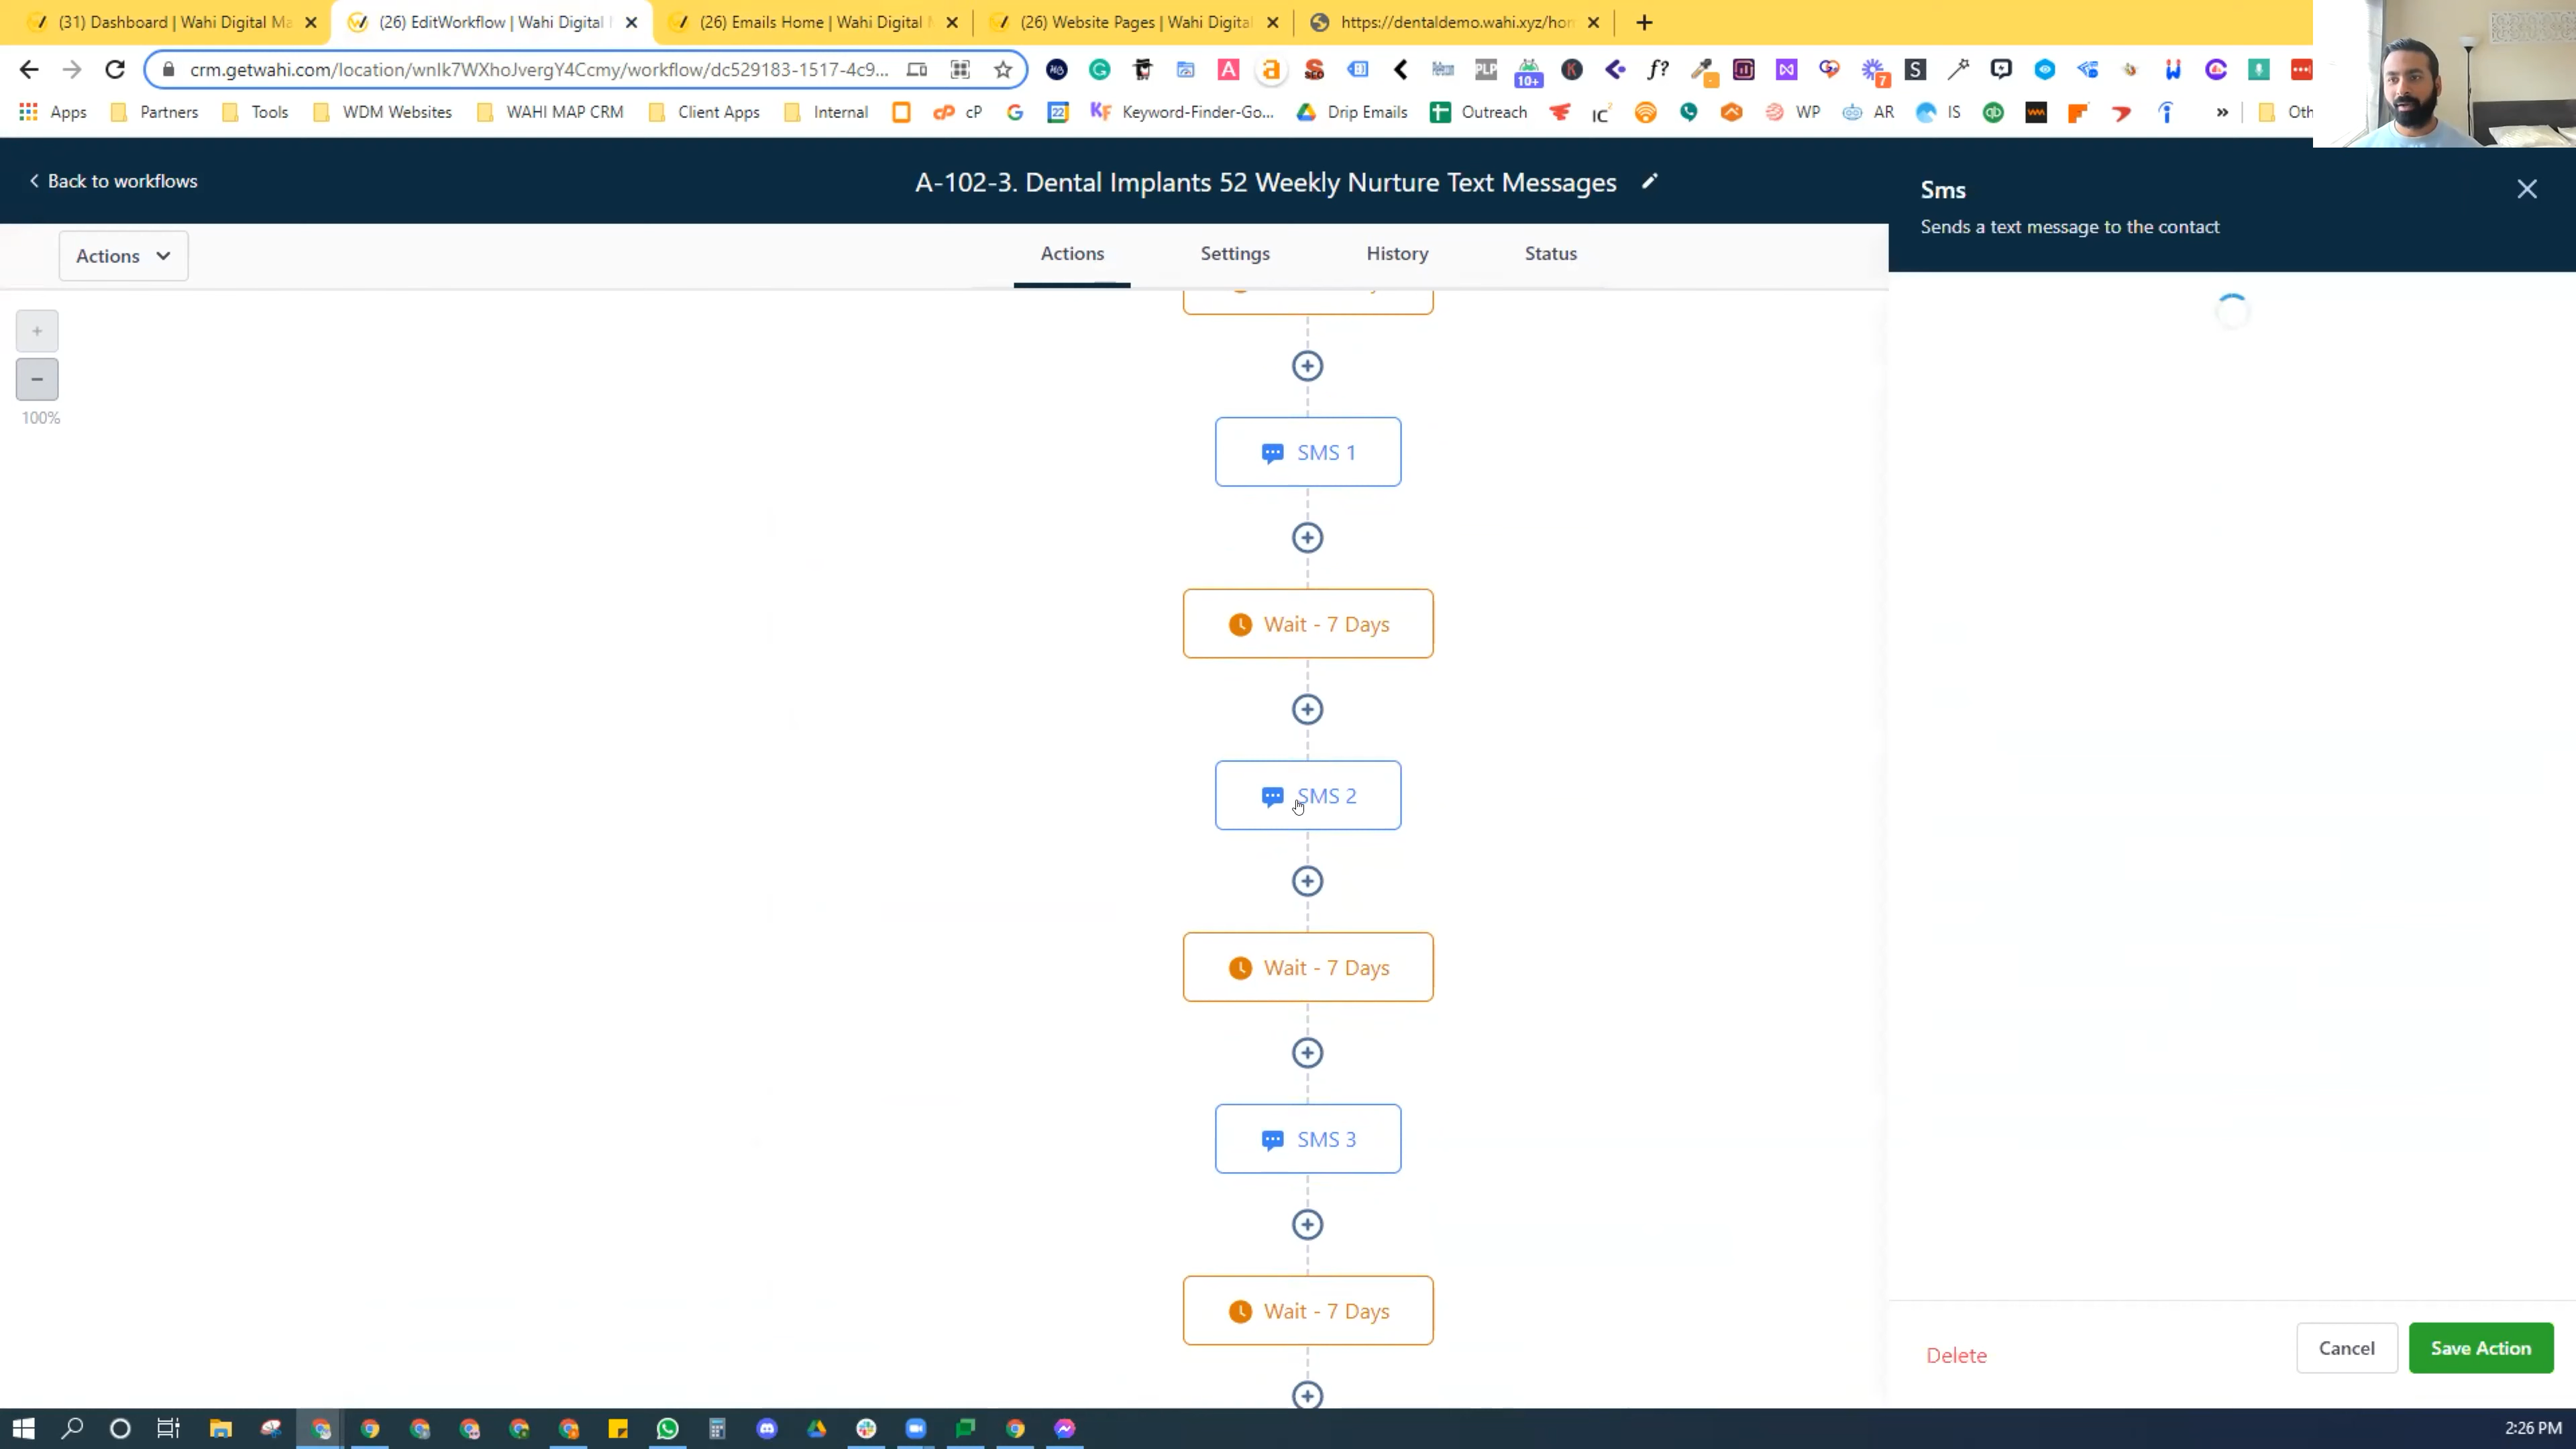 (31) Dashboard | Wahi Digital Ma
(26) EditWorkflow | Wahi Digital
(26) Emails Home | Wahi Digital
(26) Website Pages | Wahi Digital
https://dentaldemo.wahi.xyz/hom
crm.getwahi.com/location/wnlk7WXhoJvergY4Ccmy/workflow/dc529183-1517-4c9...
Apps
Partners
Tools
WDM Websites
WAHI MAP CRM
Client Apps
Internal
cP
Keyword-Finder-Go...
Drip Emails
Outreach
WP
AR
IS
Oth
Back to workflows
A-102-3. Dental Implants 52 Weekly Nurture Text Messages
Sms
Sends a text message to the contact
Actions
Actions
Settings
History
Status
100%
SMS 1
Wait - 7 Days
SMS 2
Wait - 7 Days
SMS 3
Wait - 7 Days
Delete
Cancel
Save Action
2:26 PM